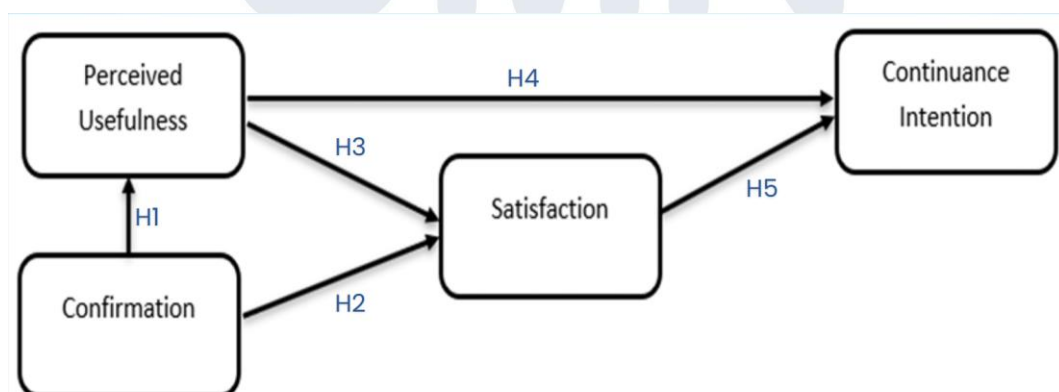 Perceived
Usefulness
H4
Continuance
Intention
H3
Satisfaction
H5
H1
Confirmation
H2